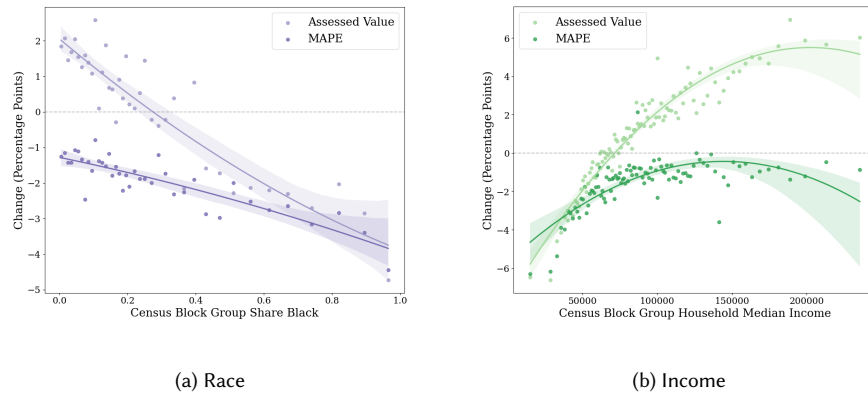 Assessed Value
MAPE
Change (Percentage Points)
2
1
0
−1
−2
−3
−4
−5
0.0 0.2 0.4 0.6 0.8 1.0
Census Block Group Share Black
(a) Race
Assessed Value
MAPE
Change (Percentage Points)
6
4
2
0
−2
−4
−6
50000 100000 150000 200000
Census Block Group Household Median Income
(b) Income